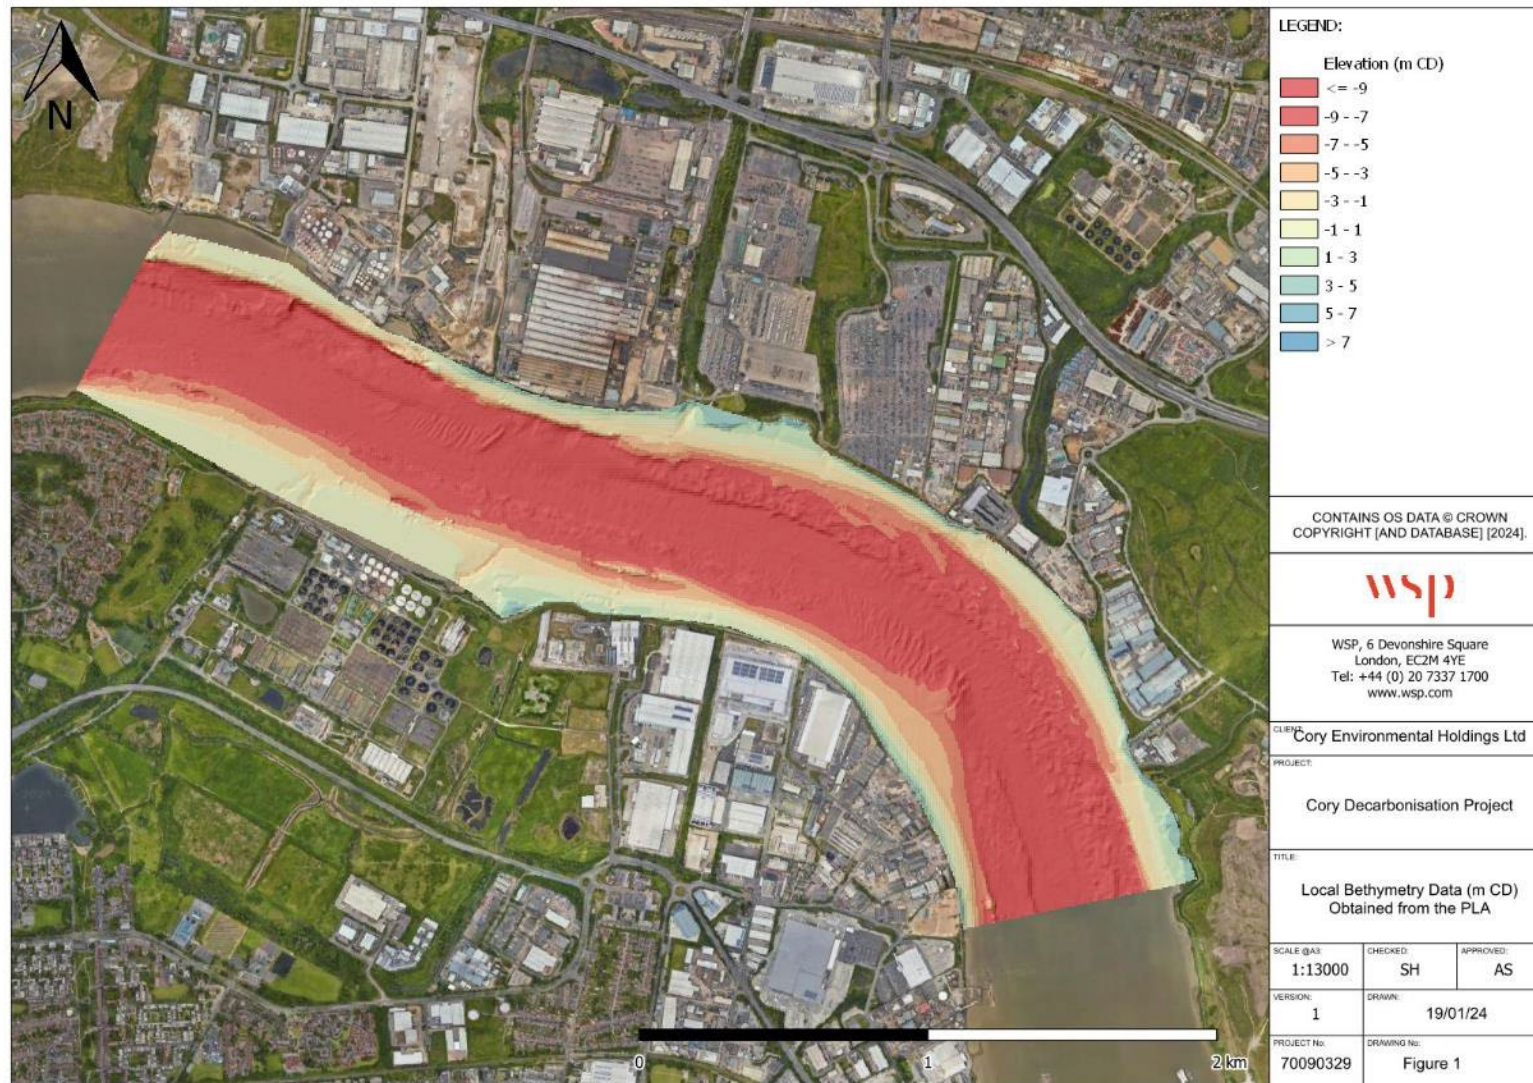 N
LEGEND:
Elevation (m CD)
<= -9
-9 - -7
-7 - -5
-5 - -3
-3 - -1
-1 - 1
1 - 3
3 - 5
5 - 7
> 7
CONTAINS OS DATA © CROWN
COPYRIGHT [AND DATABASE] [2024].
wsp
WSP, 6 Devonshire Square
London, EC2M 4YE
Tel: +44 (0) 20 7337 1700
www.wsp.com
CLIENT:
Cory Environmental Holdings Ltd
PROJECT:
Cory Decarbonisation Project
TITLE:
Local Bethymetry Data (m CD)
Obtained from the PLA
SCALE @A3: CHECKED: APPROVED:
1:13000 SH AS
VERSION: DRAWN:
1 19/01/24
PROJECT No: DRAWING No:
70090329 Figure 1
0 1 2 km